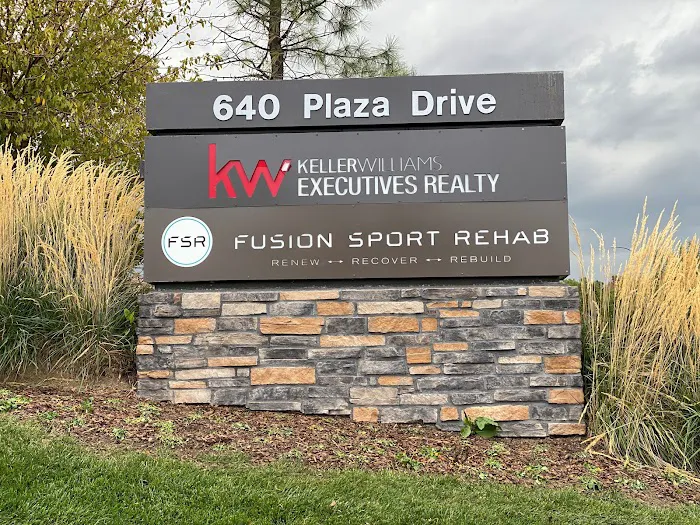 640 Plaza Drive
kw KELLERWILLIAMS
EXECUTIVES REALTY
FSR FUSION SPORT REHAB
RENEW ↔ RECOVER ↔ REBUILD